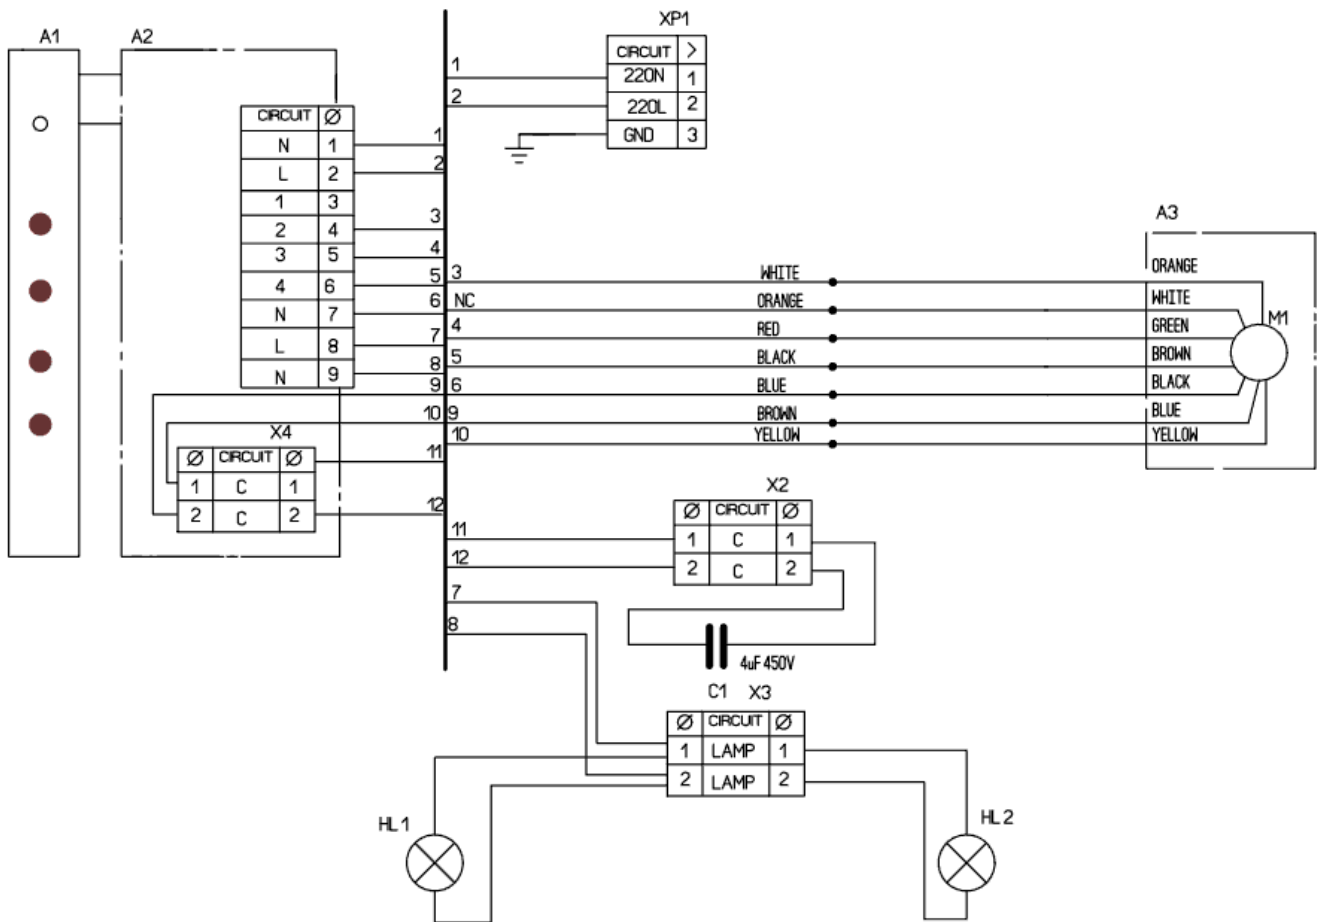 XP1
A1
A2
CIRCUIT >
220N 1
220L 2
GND 3
1
2
CIRCUIT Ø
N 1
L 2
1 3
2 4
3 5
4 6
N 7
L 8
N 9
1
2
3
4
5
6
7
8
9
10
11
12
3
NC
4
5
6
9
10
WHITE
ORANGE
RED
BLACK
BLUE
BROWN
YELLOW
A3
ORANGE
WHITE
GREEN
BROWN
BLACK
BLUE
YELLOW
M1
X4
Ø CIRCUIT Ø
1 C 1
2 C 2
X2
Ø CIRCUIT Ø
1 C 1
2 C 2
11
12
7
8
4uF 450V
C1 X3
Ø CIRCUIT Ø
1 LAMP 1
2 LAMP 2
HL1
HL2